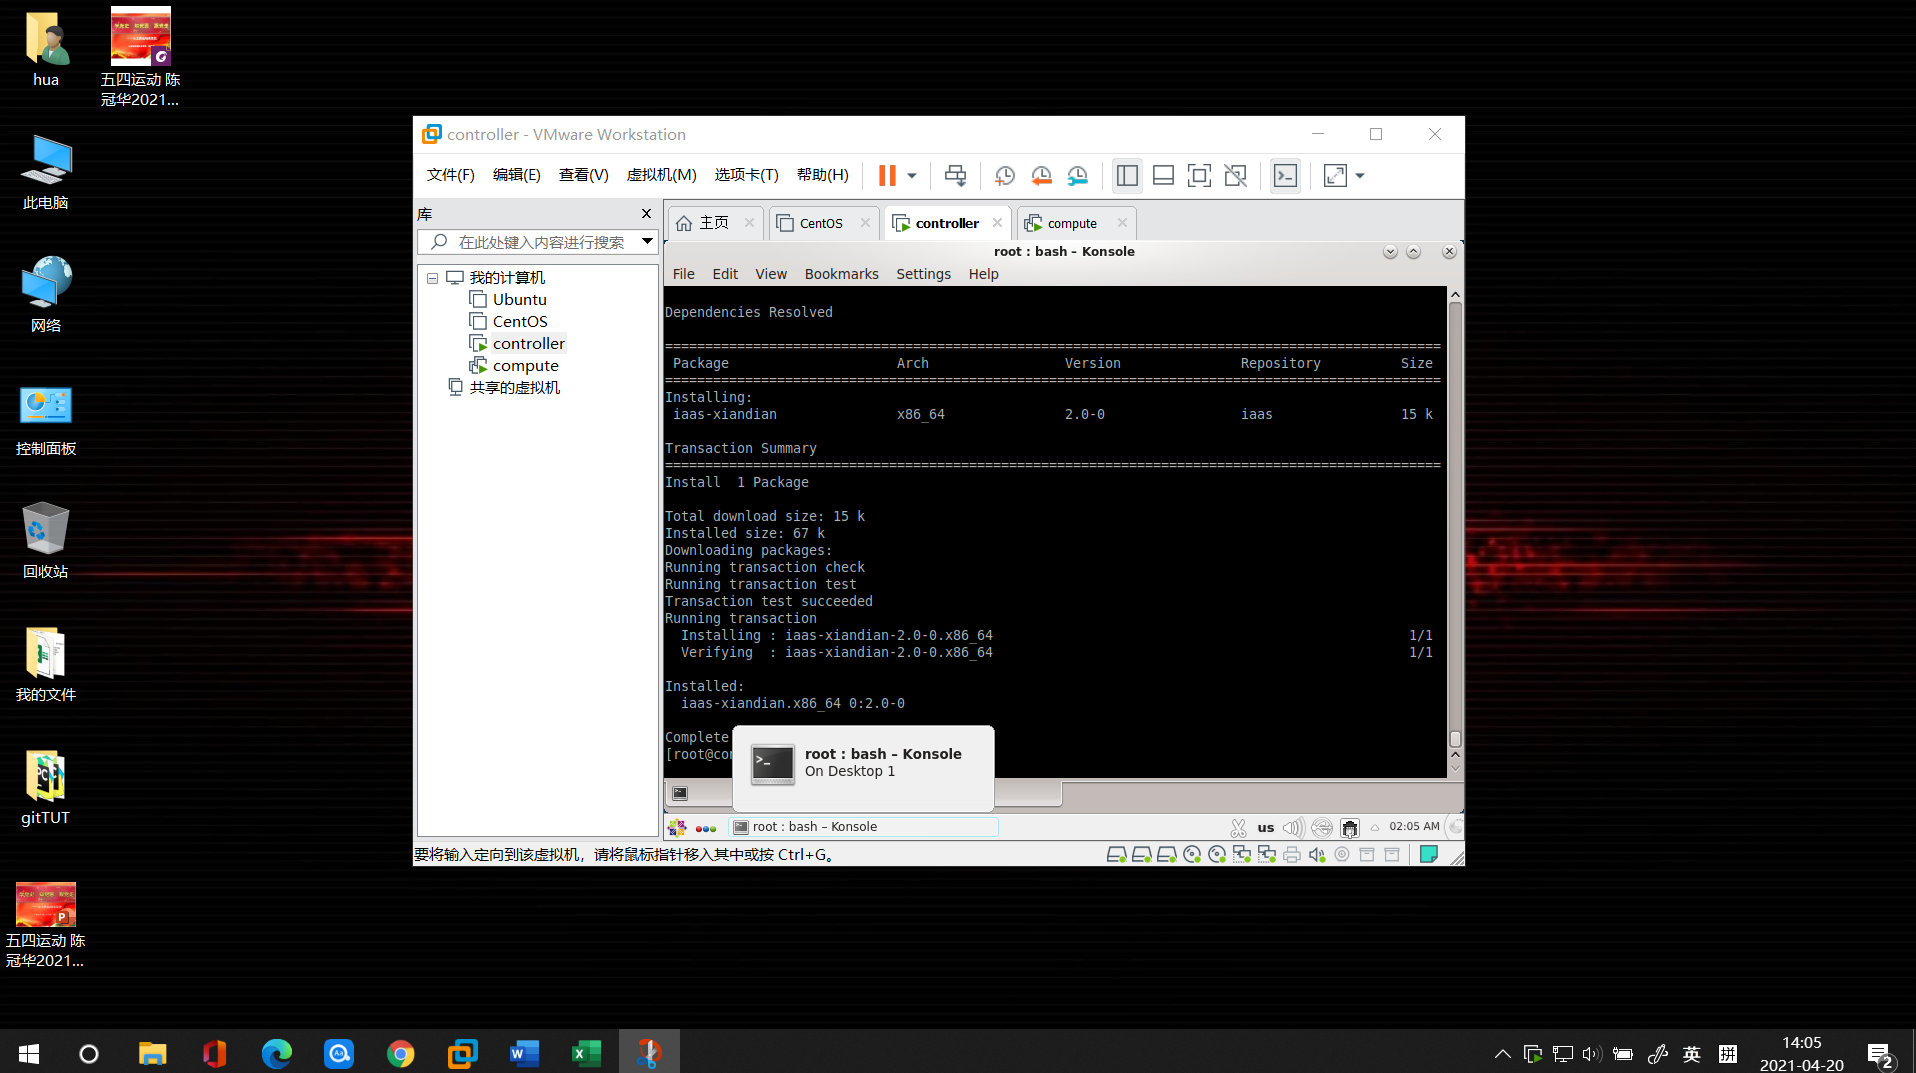 hua
五四运动 陈
冠华2021...
此电脑
网络
控制面板
回收站
我的文件
gitTUT
五四运动 陈
冠华2021...
controller - VMware Workstation
文件(F) 编辑(E) 查看(V) 虚拟机(M) 选项卡(T) 帮助(H)
库
在此处键入内容进行搜索
我的计算机
Ubuntu
CentOS
controller
compute
共享的虚拟机
主页 CentOS controller compute
root : bash – Konsole
File Edit View Bookmarks Settings Help
Dependencies Resolved
================================================================================
Package Arch Version Repository Size
================================================================================
Installing:
iaas-xiandian x86_64 2.0-0 iaas 15 k
Transaction Summary
================================================================================
Install 1 Package
Total download size: 15 k
Installed size: 67 k
Downloading packages:
Running transaction check
Running transaction test
Transaction test succeeded
Running transaction
Installing : iaas-xiandian-2.0-0.x86_64 1/1
Verifying : iaas-xiandian-2.0-0.x86_64 1/1
Installed:
iaas-xiandian.x86_64 0:2.0-0
Complete
[root@co
root : bash – Konsole
On Desktop 1
root : bash – Konsole
us
02:05 AM
要将输入定向到该虚拟机，请将鼠标指针移入其中或按 Ctrl+G。
英
拼
14:05
2021-04-20
2